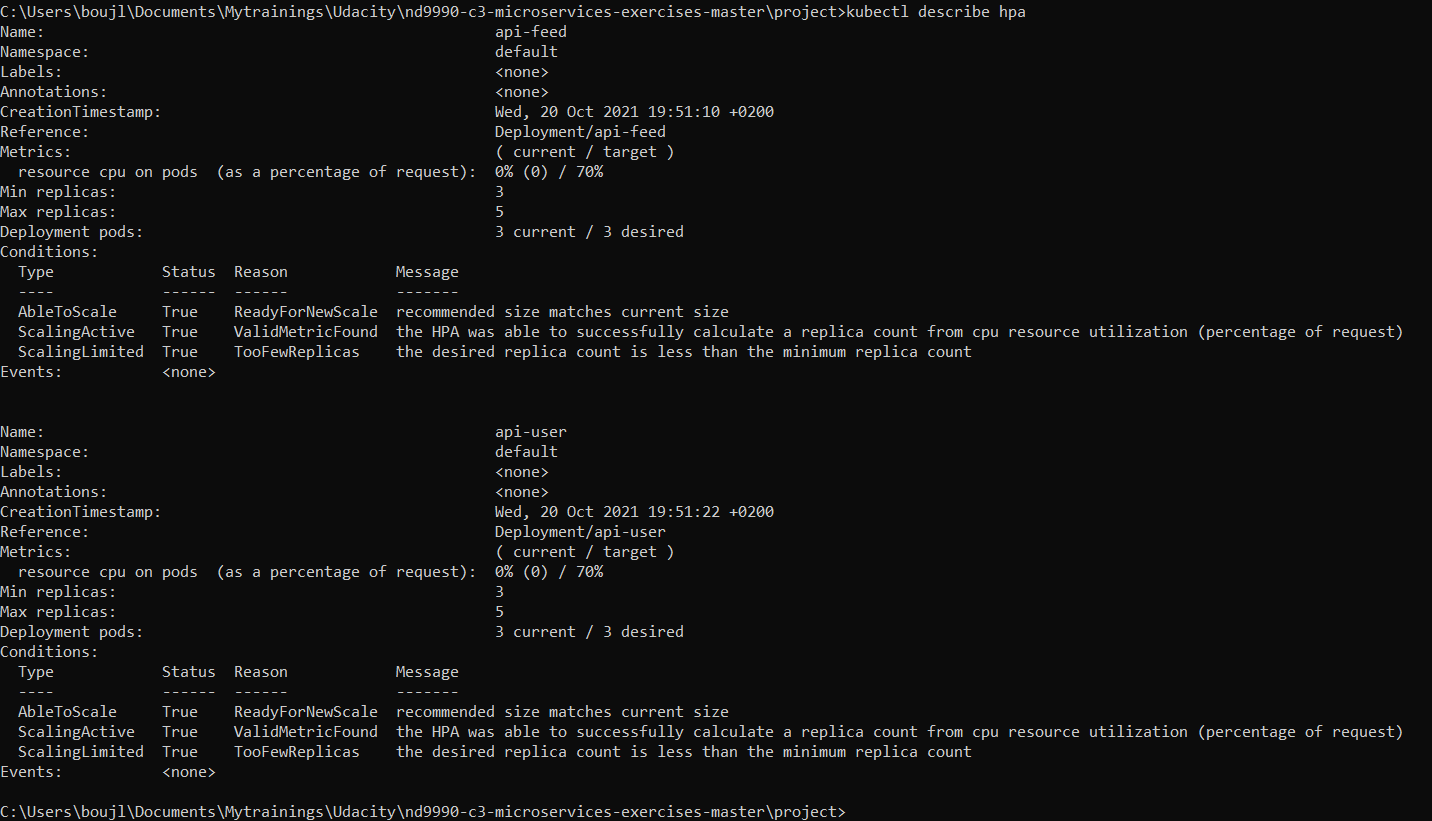 C:\Users\boujl\Documents\Mytrainings\Udacity\nd9990-c3-microservices-exercises-master\project>kubectl describe hpa
Name:                                                  api-feed
Namespace:                                             default
Labels:                                                <none>
Annotations:                                           <none>
CreationTimestamp:                                     Wed, 20 Oct 2021 19:51:10 +0200
Reference:                                             Deployment/api-feed
Metrics:                                               ( current / target )
  resource cpu on pods  (as a percentage of request):  0% (0) / 70%
Min replicas:                                          3
Max replicas:                                          5
Deployment pods:                                       3 current / 3 desired
Conditions:
  Type            Status  Reason            Message
  ----            ------  ------            -------
  AbleToScale     True    ReadyForNewScale  recommended size matches current size
  ScalingActive   True    ValidMetricFound  the HPA was able to successfully calculate a replica count from cpu resource utilization (percentage of request)
  ScalingLimited  True    TooFewReplicas    the desired replica count is less than the minimum replica count
Events:           <none>
Name:                                                  api-user
Namespace:                                             default
Labels:                                                <none>
Annotations:                                           <none>
CreationTimestamp:                                     Wed, 20 Oct 2021 19:51:22 +0200
Reference:                                             Deployment/api-user
Metrics:                                               ( current / target )
  resource cpu on pods  (as a percentage of request):  0% (0) / 70%
Min replicas:                                          3
Max replicas:                                          5
Deployment pods:                                       3 current / 3 desired
Conditions:
  Type            Status  Reason            Message
  ----            ------  ------            -------
  AbleToScale     True    ReadyForNewScale  recommended size matches current size
  ScalingActive   True    ValidMetricFound  the HPA was able to successfully calculate a replica count from cpu resource utilization (percentage of request)
  ScalingLimited  True    TooFewReplicas    the desired replica count is less than the minimum replica count
Events:           <none>
C:\Users\boujl\Documents\Mytrainings\Udacity\nd9990-c3-microservices-exercises-master\project>